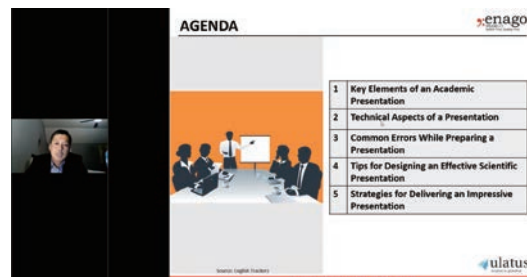 AGENDA
enago
1 Key Elements of an Academic
Presentation
2 Technical Aspects of a Presentation
3 Common Errors While Preparing a
Presentation
4 Tips for Designing an Effective Scientific
Presentation
5 Strategies for Delivering an Impressive
Presentation
Source: English Teachers
ulatus